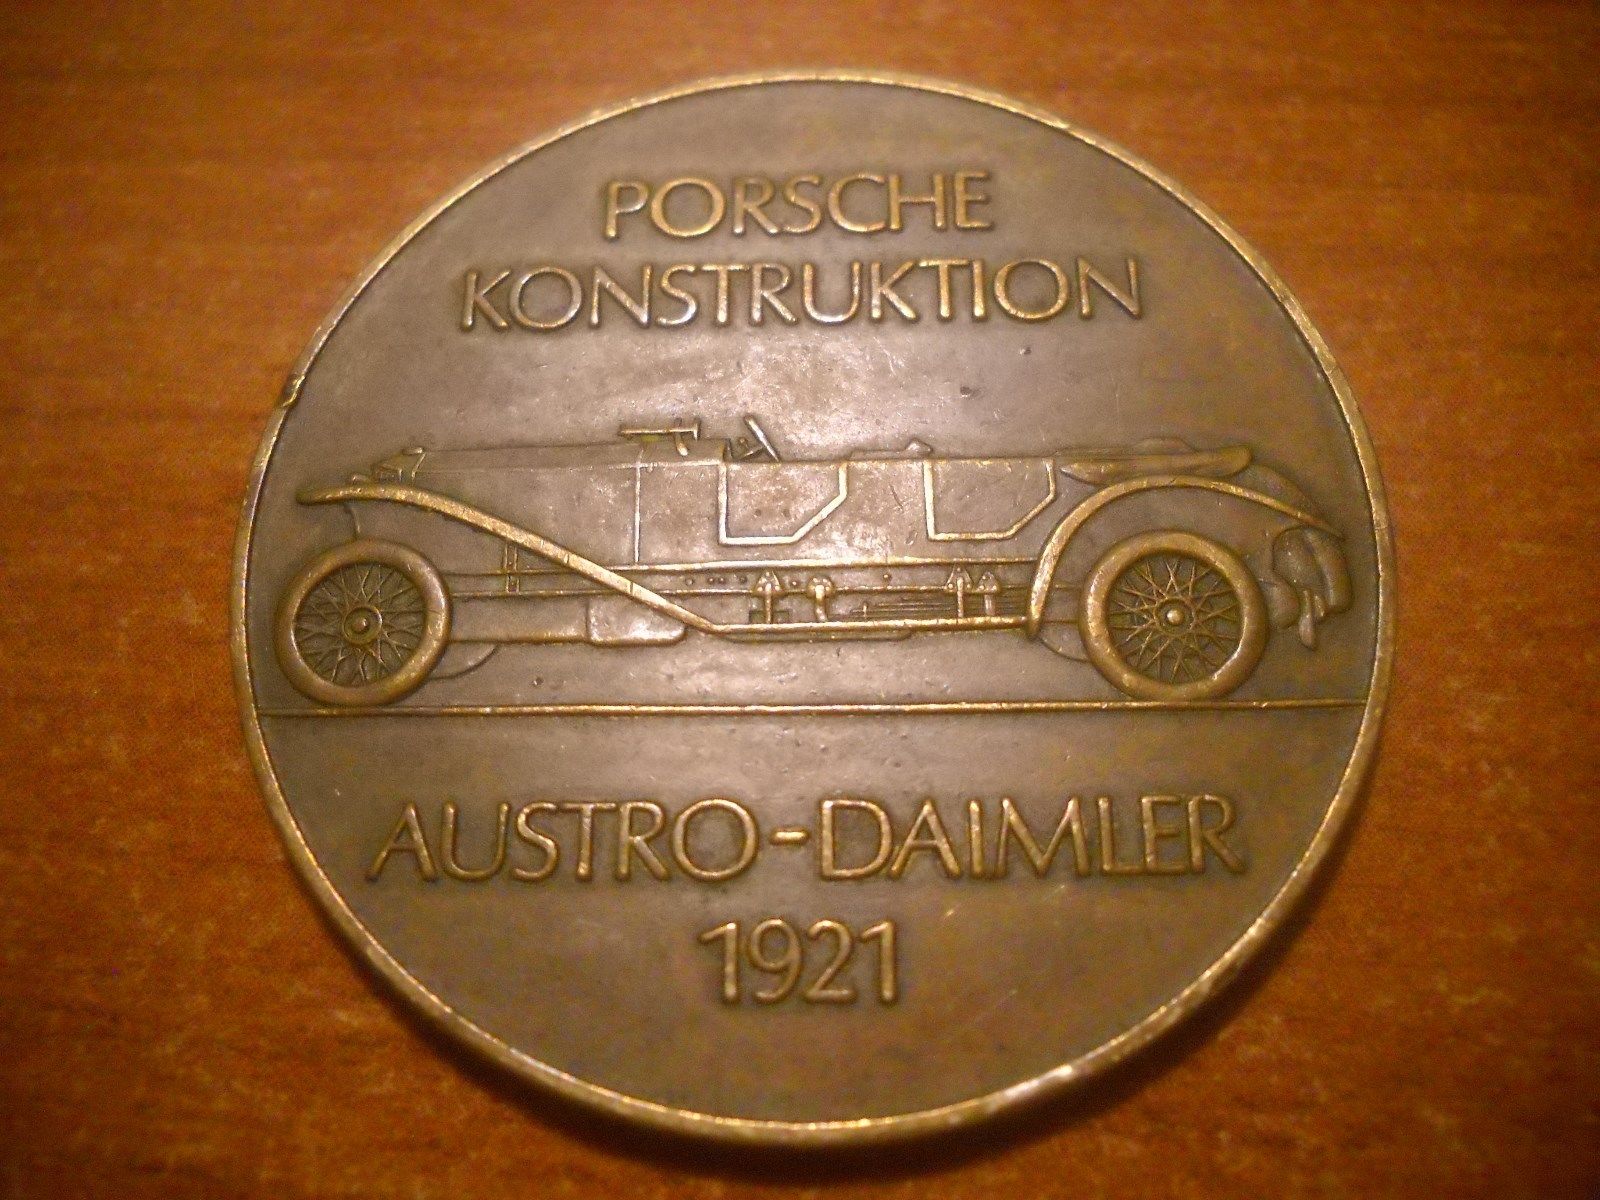 PORSCHE
KONSTRUKTION
AUSTRO-DAIMLER
1921